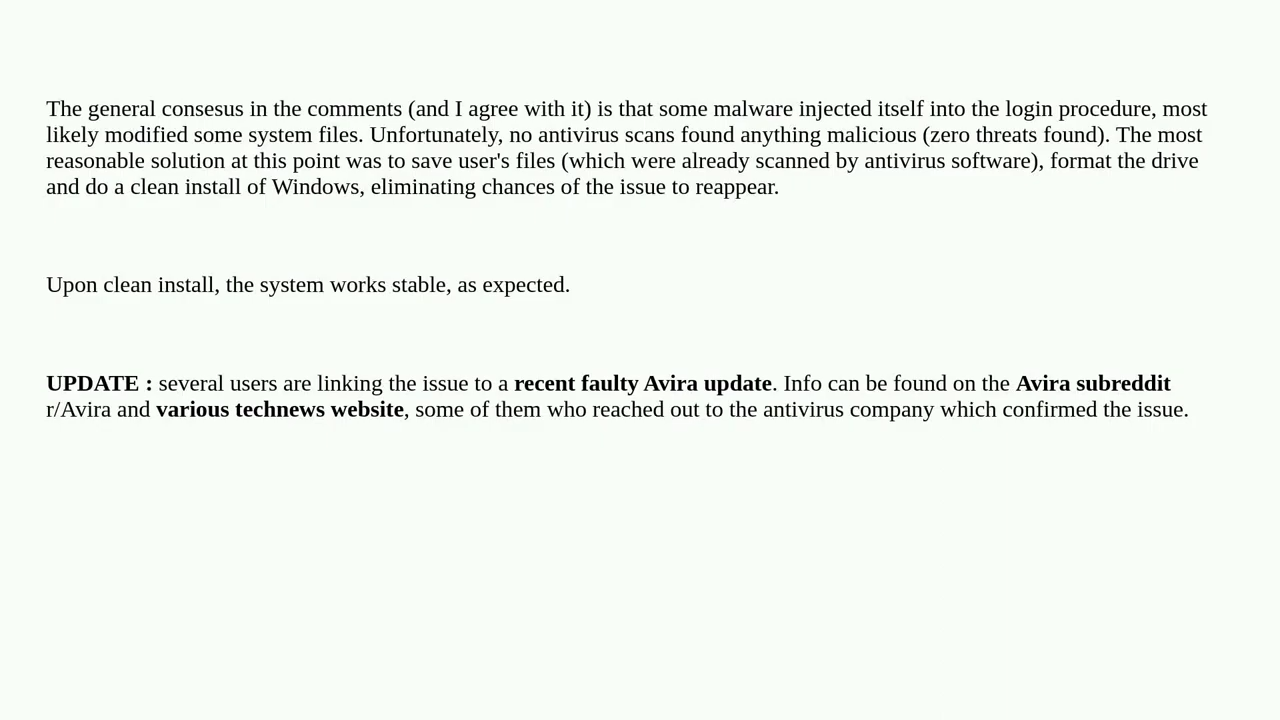 The general consesus in the comments (and I agree with it) is that some malware injected itself into the login procedure, most
likely modified some system files. Unfortunately, no antivirus scans found anything malicious (zero threats found). The most
reasonable solution at this point was to save user's files (which were already scanned by antivirus software), format the drive
and do a clean install of Windows, eliminating chances of the issue to reappear.
Upon clean install, the system works stable, as expected.
UPDATE : several users are linking the issue to a recent faulty Avira update. Info can be found on the Avira subreddit
r/Avira and various technews website, some of them who reached out to the antivirus company which confirmed the issue.